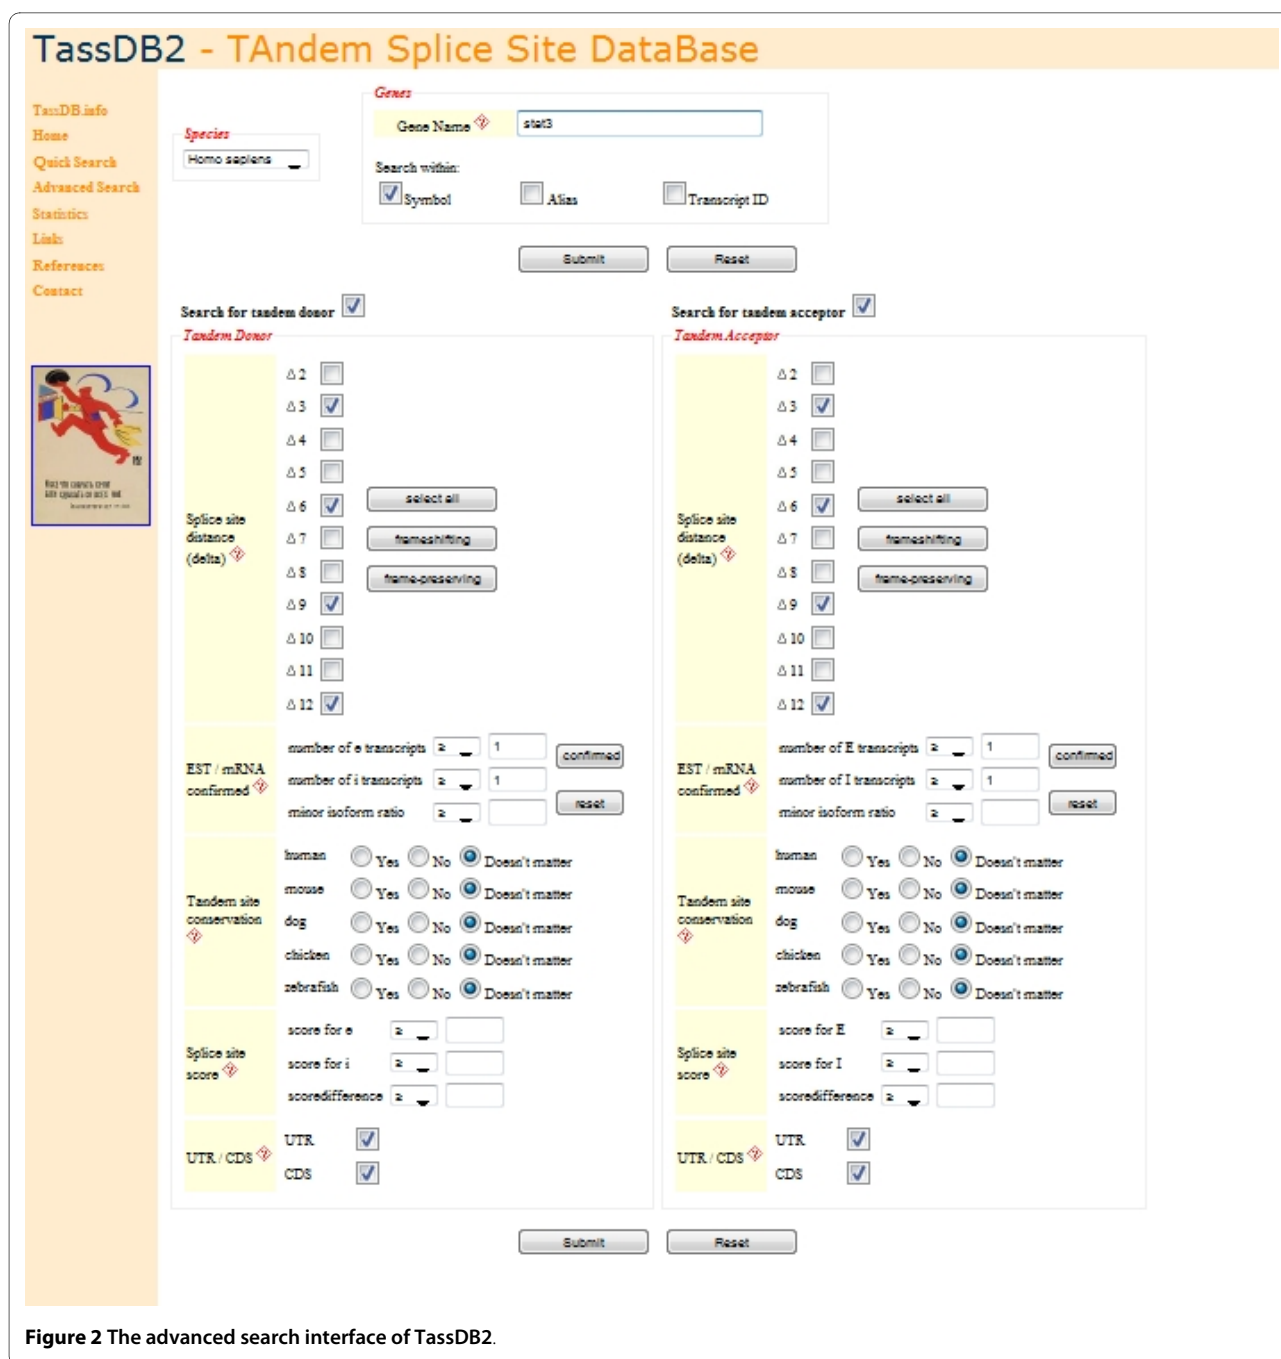 TassDB2 - TAndem Splice Site DataBase
TassDB.info
Home
Quick Search
Advanced Search
Statistics
Links
References
Contact
Species
Homo sapiens
Genes
Gene Name
stat3
Search within:
Symbol Alias Transcript ID
Submit Reset
Search for tandem donor
Tandem Donor
Splice site
distance
(delta)
Δ 2
Δ 3
Δ 4
Δ 5
Δ 6
Δ 7
Δ 8
Δ 9
Δ 10
Δ 11
Δ 12
select all
frameshifting
frame-preserving
EST / mRNA
confirmed
number of e transcripts ≥ 1
number of i transcripts ≥ 1
minor isoform ratio ≥
confirmed
reset
Tandem site
conservation
human Yes No Doesn't matter
mouse Yes No Doesn't matter
dog Yes No Doesn't matter
chicken Yes No Doesn't matter
zebrafish Yes No Doesn't matter
Splice site
score
score for e ≥
score for i ≥
scoredifference ≥
UTR / CDS
UTR
CDS
Search for tandem acceptor
Tandem Acceptor
Splice site
distance
(delta)
Δ 2
Δ 3
Δ 4
Δ 5
Δ 6
Δ 7
Δ 8
Δ 9
Δ 10
Δ 11
Δ 12
select all
frameshifting
frame-preserving
EST / mRNA
confirmed
number of E transcripts ≥ 1
number of I transcripts ≥ 1
minor isoform ratio ≥
confirmed
reset
Tandem site
conservation
human Yes No Doesn't matter
mouse Yes No Doesn't matter
dog Yes No Doesn't matter
chicken Yes No Doesn't matter
zebrafish Yes No Doesn't matter
Splice site
score
score for E ≥
score for I ≥
scoredifference ≥
UTR / CDS
UTR
CDS
Submit Reset
Figure 2 The advanced search interface of TassDB2.